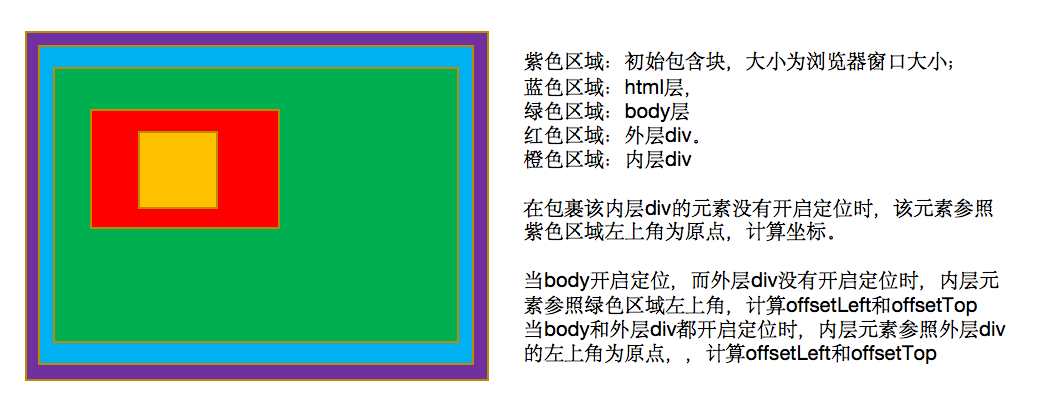 紫色区域：初始包含块，大小为浏览器窗口大小；
蓝色区域：html层，
绿色区域：body层
红色区域：外层div。
橙色区域：内层div
在包裹该内层div的元素没有开启定位时，该元素参照
紫色区域左上角为原点，计算坐标。
当body开启定位，而外层div没有开启定位时，内层元
素参照绿色区域左上角，计算offsetLeft和offsetTop
当body和外层div都开启定位时，内层元素参照外层div
的左上角为原点，，计算offsetLeft和offsetTop